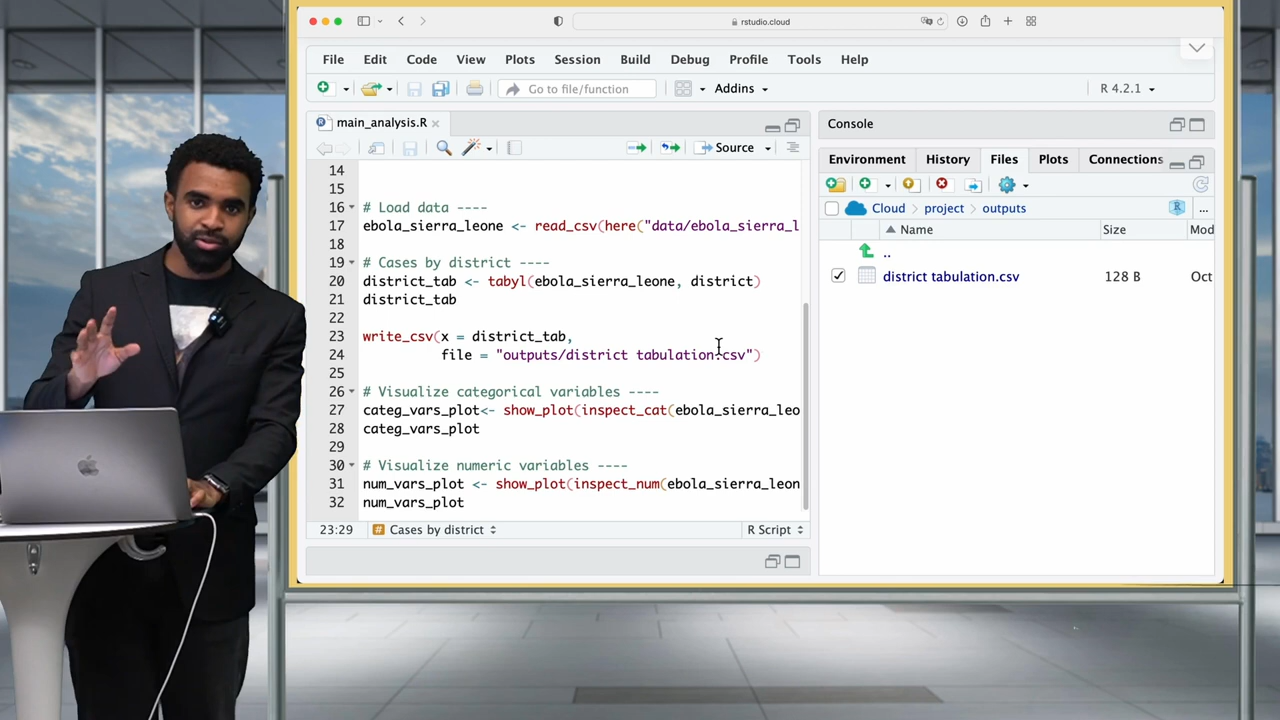 rstudio.cloud
File Edit Code View Plots Session Build Debug Profile Tools Help
Go to file/function Addins R 4.2.1
main_analysis.R
Source
14
15
16 # Load data ----
17 ebola_sierra_leone <- read_csv(here("data/ebola_sierra_l
18
19 # Cases by district ----
20 district_tab <- tabyl(ebola_sierra_leone, district)
21 district_tab
22
23 write_csv(x = district_tab,
24 file = "outputs/district tabulation.csv")
25
26 # Visualize categorical variables ----
27 categ_vars_plot<- show_plot(inspect_cat(ebola_sierra_leo
28 categ_vars_plot
29
30 # Visualize numeric variables ----
31 num_vars_plot <- show_plot(inspect_num(ebola_sierra_leon
32 num_vars_plot
23:29 # Cases by district R Script
Console
Environment History Files Plots Connections
Cloud project outputs ...
Name Size Mod
..
district tabulation.csv 128 B Oct